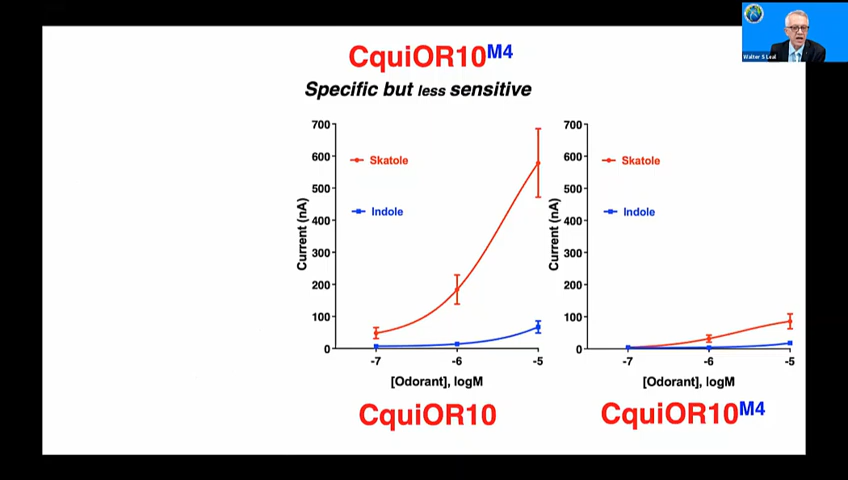 CquiOR10M4
Specific but less sensitive
700
600
500
400
300
200
100
0
Current (nA)
Skatole
Indole
-7
-6
-5
[Odorant], logM
CquiOR10
700
600
500
400
300
200
100
0
Current (nA)
Skatole
Indole
-7
-6
-5
[Odorant], logM
CquiOR10M4
Walter S Leal